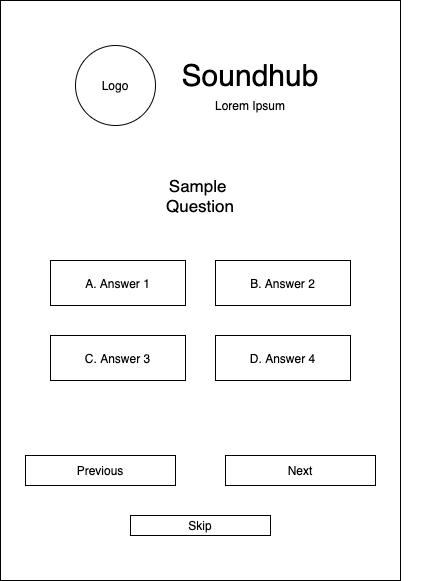 Logo
Soundhub
Lorem Ipsum
Sample
Question
A. Answer 1
B. Answer 2
C. Answer 3
D. Answer 4
Previous
Next
Skip